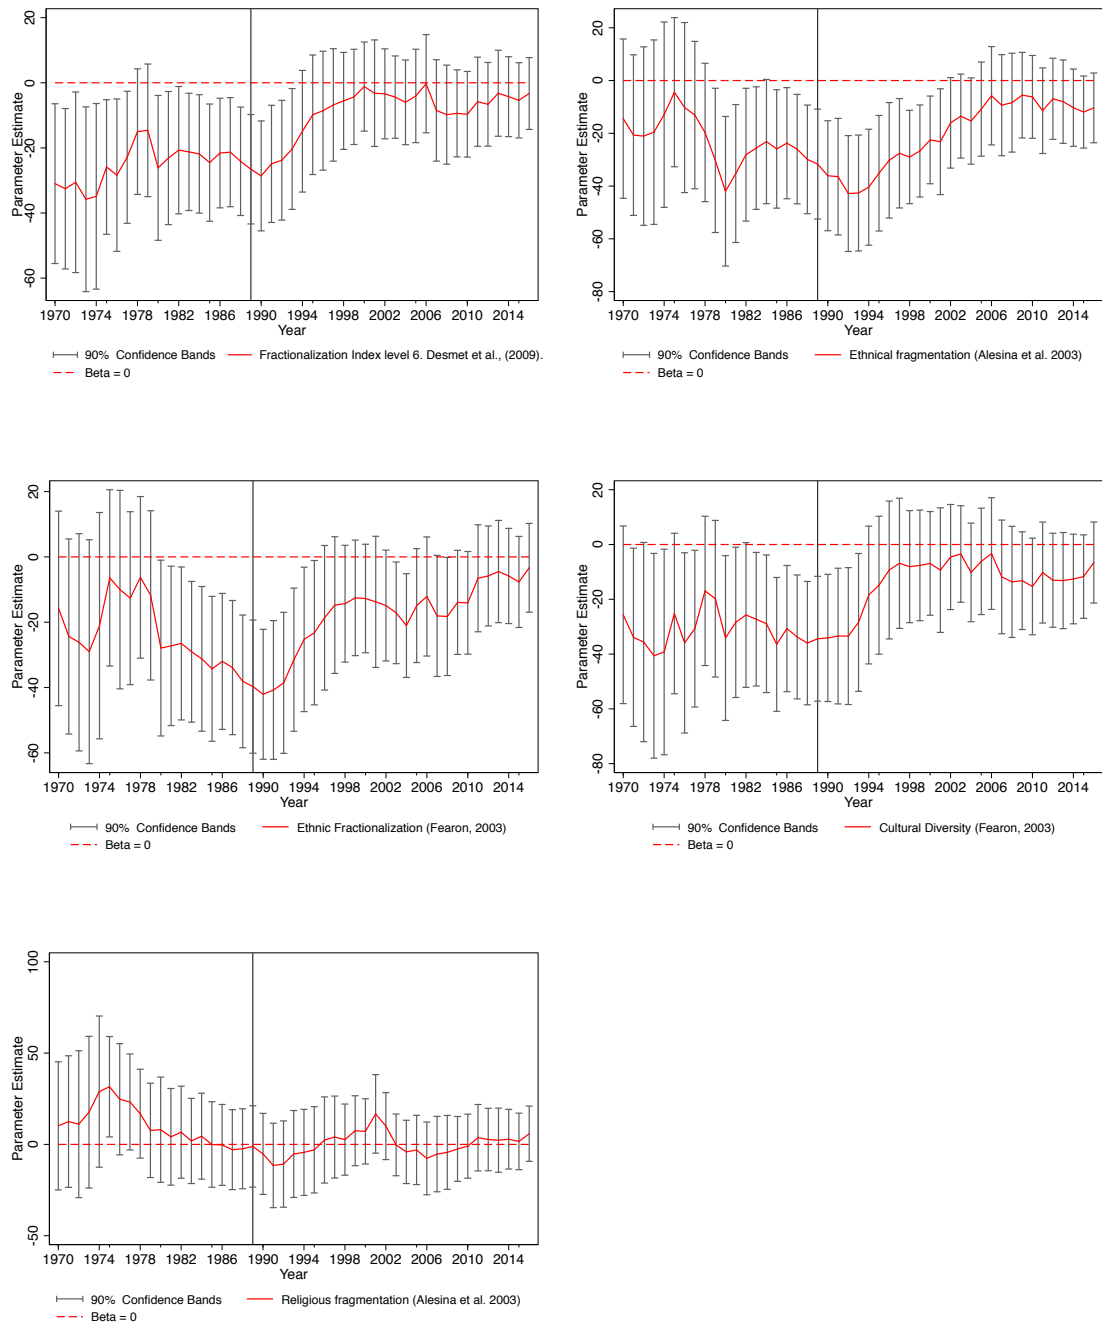 Parameter Estimate
20
0
-20
-40
-60
1970 1974 1978 1982 1986 1990 1994 1998 2002 2006 2010 2014
Year
90% Confidence Bands Fractionalization Index level 6. Desmet et al., (2009).
Beta = 0
Parameter Estimate
20
0
-20
-40
-60
-80
1970 1974 1978 1982 1986 1990 1994 1998 2002 2006 2010 2014
Year
90% Confidence Bands Ethnical fragmentation (Alesina et al. 2003)
Beta = 0
Parameter Estimate
20
0
-20
-40
-60
1970 1974 1978 1982 1986 1990 1994 1998 2002 2006 2010 2014
Year
90% Confidence Bands Ethnic Fractionalization (Fearon, 2003)
Beta = 0
Parameter Estimate
20
0
-20
-40
-60
-80
1970 1974 1978 1982 1986 1990 1994 1998 2002 2006 2010 2014
Year
90% Confidence Bands Cultural Diversity (Fearon, 2003)
Beta = 0
Parameter Estimate
100
50
0
-50
1970 1974 1978 1982 1986 1990 1994 1998 2002 2006 2010 2014
Year
90% Confidence Bands Religious fragmentation (Alesina et al. 2003)
Beta = 0